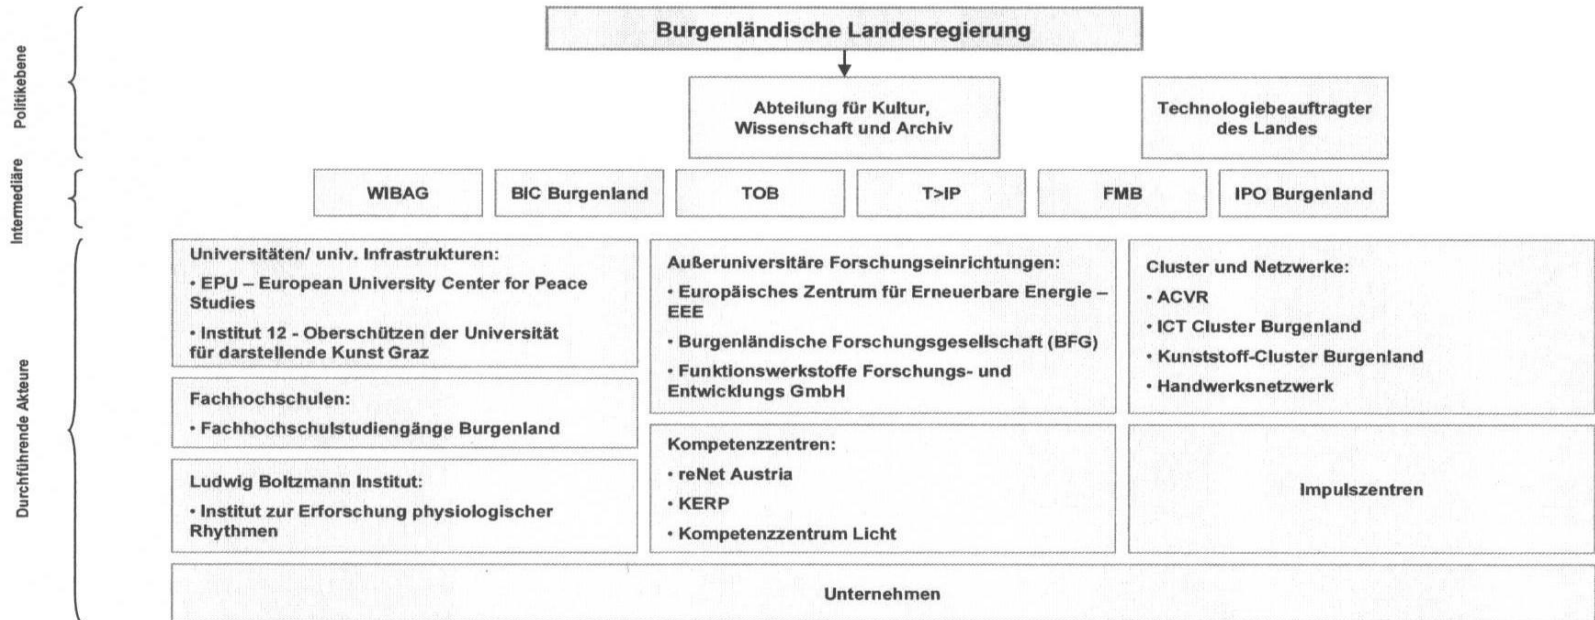 Politikebene
Burgenländische Landesregierung
Abteilung für Kultur,
Wissenschaft und Archiv
Technologiebeauftragter
des Landes
Intermediäre
WIBAG
BIC Burgenland
TOB
T>IP
FMB
IPO Burgenland
Durchführende Akteure
Universitäten/ univ. Infrastrukturen:
• EPU – European University Center for Peace
Studies
• Institut 12 - Oberschützen der Universität
für darstellende Kunst Graz
Fachhochschulen:
• Fachhochschulstudiengänge Burgenland
Ludwig Boltzmann Institut:
• Institut zur Erforschung physiologischer
Rhythmen
Außeruniversitäre Forschungseinrichtungen:
• Europäisches Zentrum für Erneuerbare Energie –
EEE
• Burgenländische Forschungsgesellschaft (BFG)
• Funktionswerkstoffe Forschungs- und
Entwicklungs GmbH
Kompetenzzentren:
• reNet Austria
• KERP
• Kompetenzzentrum Licht
Cluster und Netzwerke:
• ACVR
• ICT Cluster Burgenland
• Kunststoff-Cluster Burgenland
• Handwerksnetzwerk
Impulszentren
Unternehmen